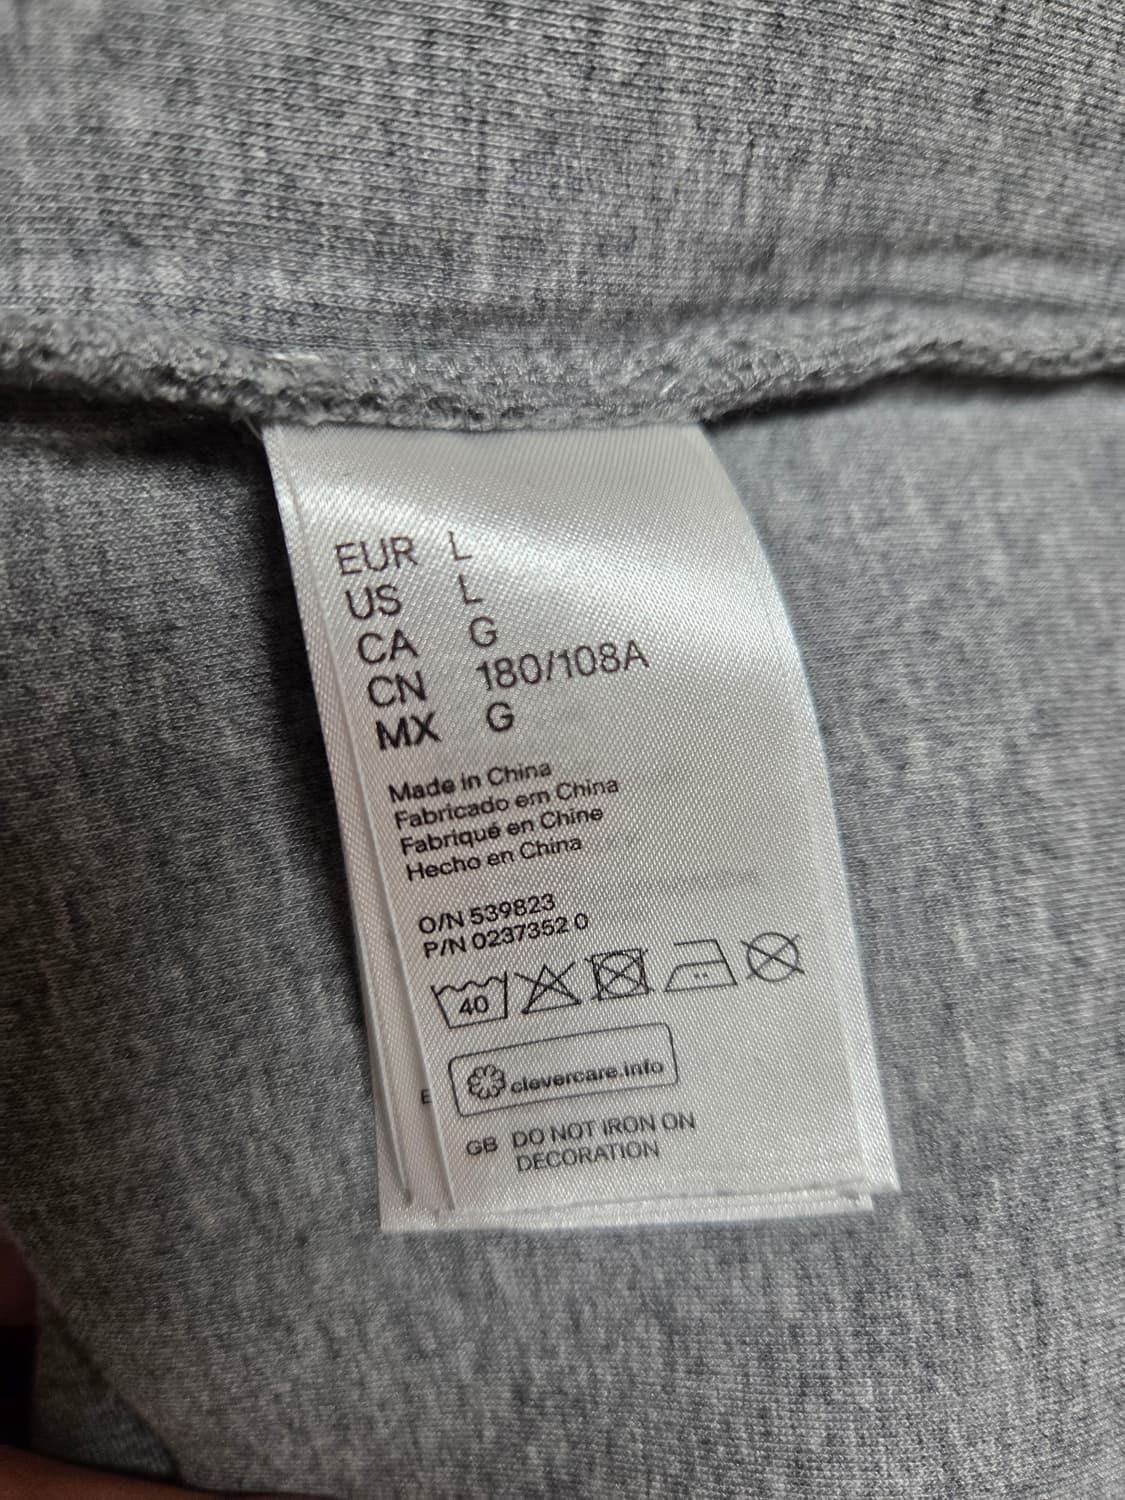 EUR L
US L
CA G
CN 180/108A
MX G
Made in China
Fabricado em China
Fabriqué en Chine
Hecho en China
O/N 539823
P/N 0237352 0
40
clevercare.info
E
GB DO NOT IRON ON
DECORATION